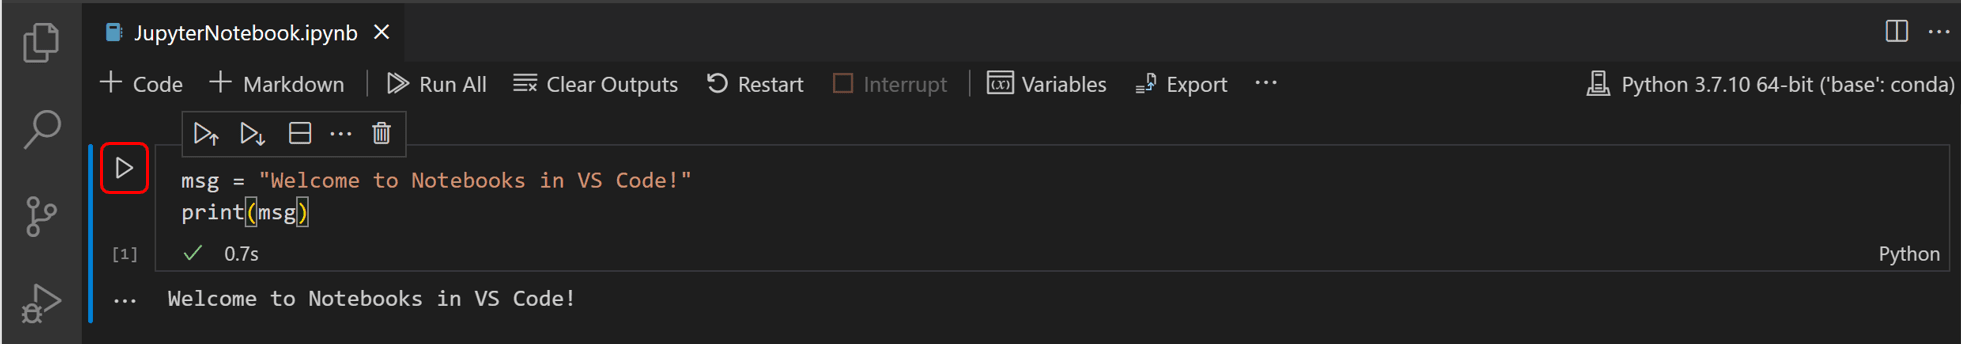 JupyterNotebook.ipynb
Code Markdown Run All Clear Outputs Restart Interrupt Variables Export ··· Python 3.7.10 64-bit ('base': conda)
msg = "Welcome to Notebooks in VS Code!"
print(msg)
[1] 0.7s Python
Welcome to Notebooks in VS Code!